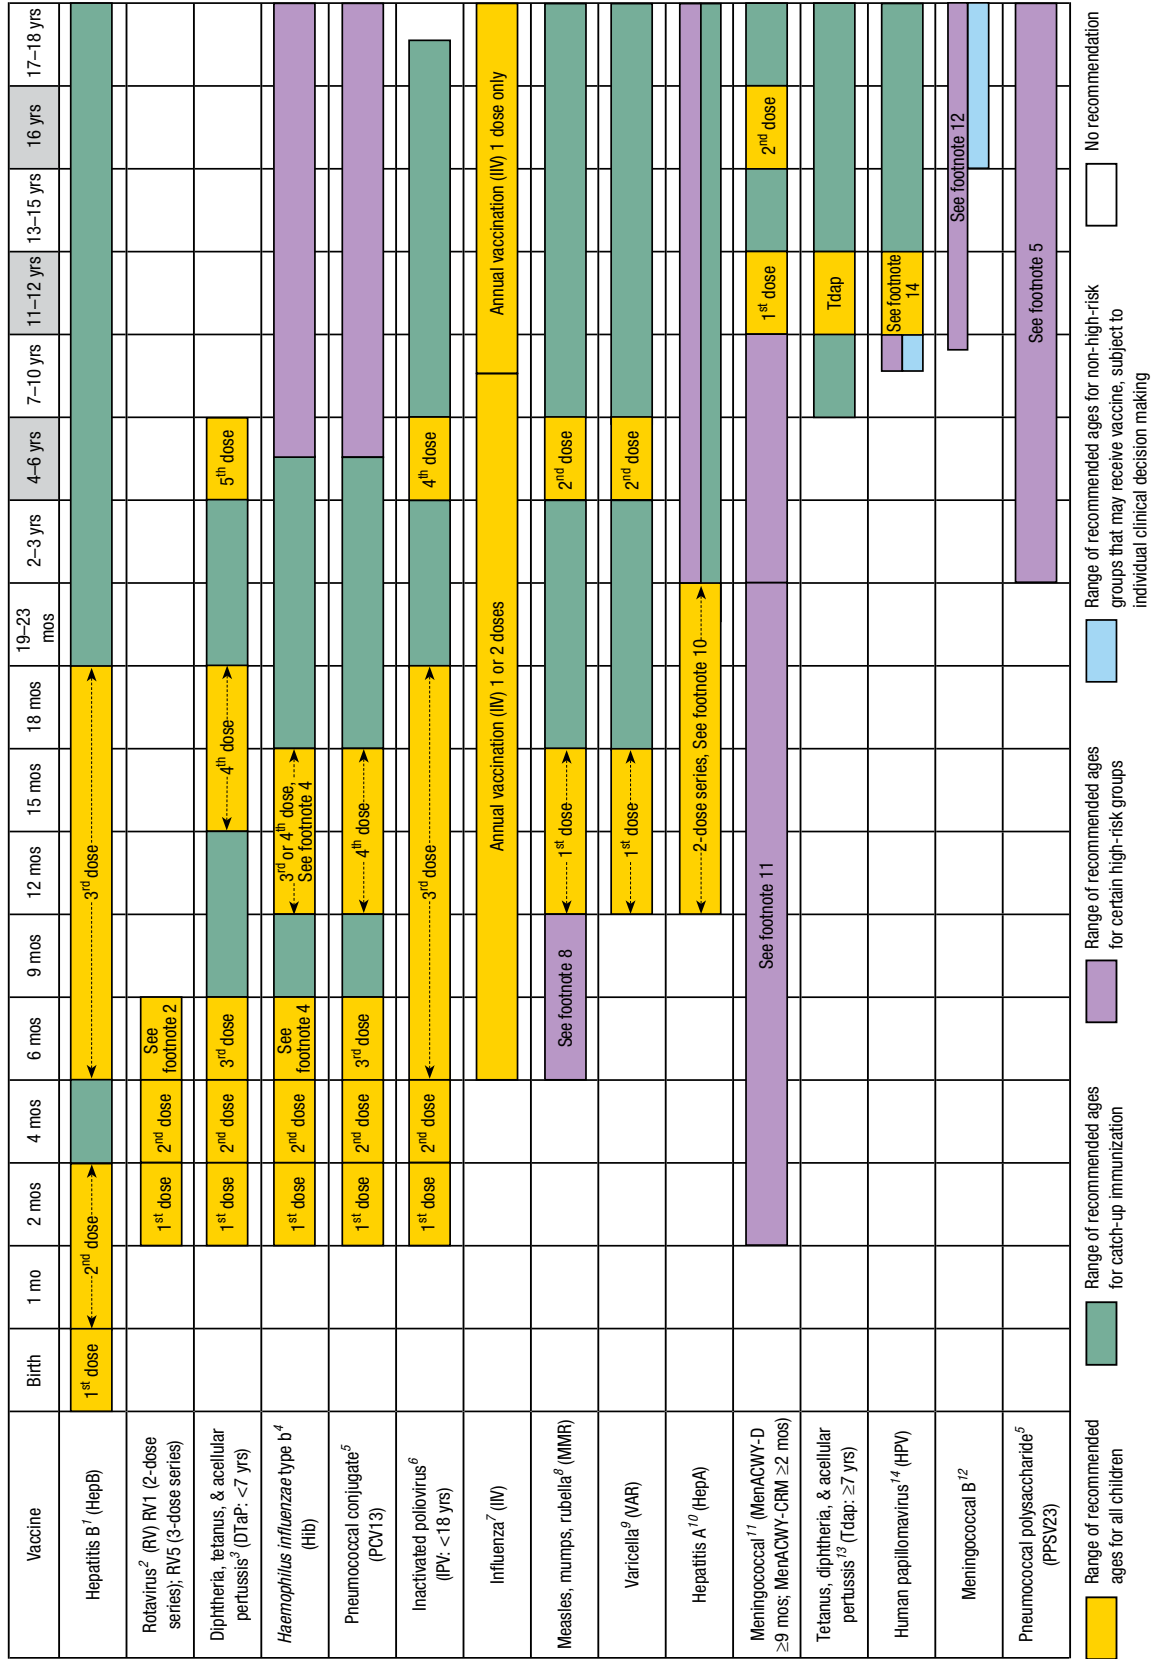 Vaccine
Birth
1 mo
2 mos
4 mos
6 mos
9 mos
12 mos
15 mos
18 mos
19–23
mos
2–3 yrs
4–6 yrs
7–10 yrs
11–12 yrs
13–15 yrs
16 yrs
17–18 yrs
Hepatitis B1 (HepB)
1st dose
2nd dose
3rd dose
Rotavirus2 (RV) RV1 (2-dose
series); RV5 (3-dose series)
1st dose
2nd dose
See
footnote 2
Diphtheria, tetanus, & acellular
pertussis3 (DTaP: <7 yrs)
1st dose
2nd dose
3rd dose
4th dose
5th dose
Haemophilus influenzae type b4
(Hib)
1st dose
2nd dose
See
footnote 4
3rd or 4th dose,
See footnote 4
Pneumococcal conjugate5
(PCV13)
1st dose
2nd dose
3rd dose
4th dose
Inactivated poliovirus6
(IPV: <18 yrs)
1st dose
2nd dose
3rd dose
4th dose
Influenza7 (IIV)
Annual vaccination (IIV) 1 or 2 doses
Annual vaccination (IIV) 1 dose only
Measles, mumps, rubella8 (MMR)
See footnote 8
1st dose
2nd dose
Varicella9 (VAR)
1st dose
2nd dose
Hepatitis A10 (HepA)
2-dose series, See footnote 10
Meningococcal11 (MenACWY-D
≥9 mos; MenACWY-CRM ≥2 mos)
See footnote 11
1st dose
2nd dose
Tetanus, diphtheria, & acellular
pertussis13 (Tdap: ≥7 yrs)
Tdap
Human papillomavirus14 (HPV)
See footnote
14
Meningococcal B12
See footnote 12
Pneumococcal polysaccharide5
(PPSV23)
See footnote 5
Range of recommended
ages for all children
Range of recommended ages
for catch-up immunization
Range of recommended ages
for certain high-risk groups
Range of recommended ages for non-high-risk
groups that may receive vaccine, subject to
individual clinical decision making
No recommendation